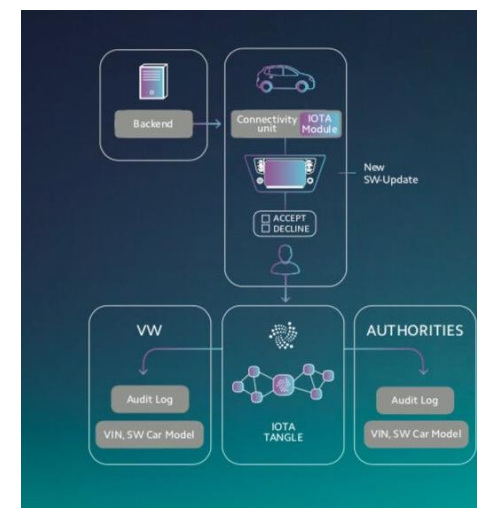 Backend
Connectivity
unit
IOTA
Module
New
SW-Update
ACCEPT
DECLINE
VW
AUTHORITIES
Audit Log
VIN, SW Car Model
IOTA
TANGLE
Audit Log
VIN, SW Car Model